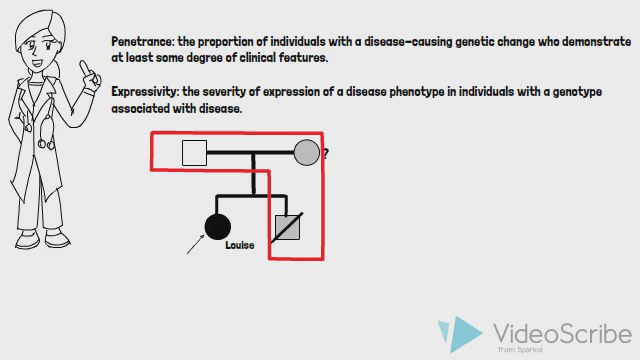 Penetrance: the proportion of individuals with a disease-causing genetic change who demonstrate
at least some degree of clinical features.
Expressivity: the severity of expression of a disease phenotype in individuals with a genotype
associated with disease.
?
Louise
VideoScribe
from Sparkol